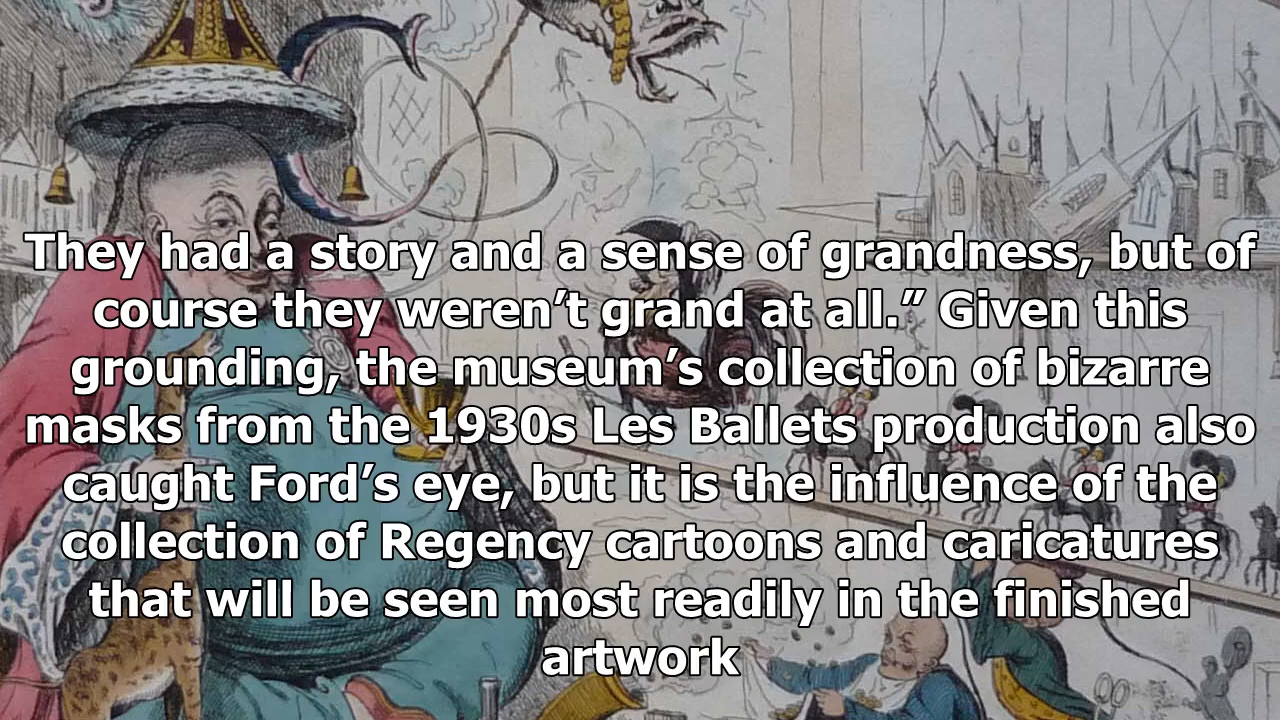 They had a story and a sense of grandness, but of
course they weren’t grand at all.” Given this
grounding, the museum’s collection of bizarre
masks from the 1930s Les Ballets production also
caught Ford’s eye, but it is the influence of the
collection of Regency cartoons and caricatures
that will be seen most readily in the finished
artwork